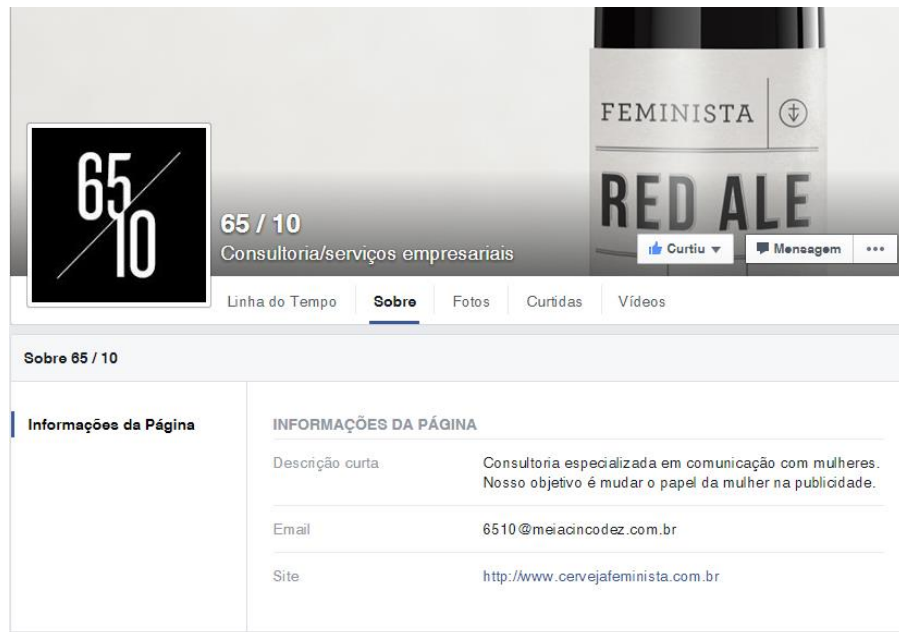 FEMINISTA
RED ALE
65
10
65 / 10
Consultoria/serviços empresariais
Curtiu
Mensagem
Linha do Tempo
Sobre
Fotos
Curtidas
Vídeos
Sobre 65 / 10
Informações da Página
INFORMAÇÕES DA PÁGINA
Descrição curta
Consultoria especializada em comunicação com mulheres.
Nosso objetivo é mudar o papel da mulher na publicidade.
Email
6510@meiacincodez.com.br
Site
http://www.cervejafeminista.com.br